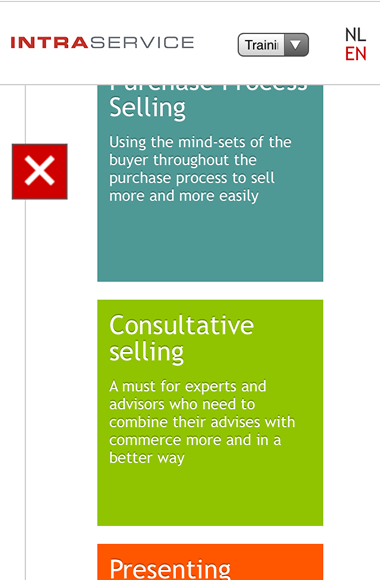 INTRASERVICE
Traini
NL
EN
Purchase Process
Selling
Using the mind-sets of the
buyer throughout the
purchase process to sell
more and more easily
Consultative
selling
A must for experts and
advisors who need to
combine their advises with
commerce more and in a
better way
Presenting